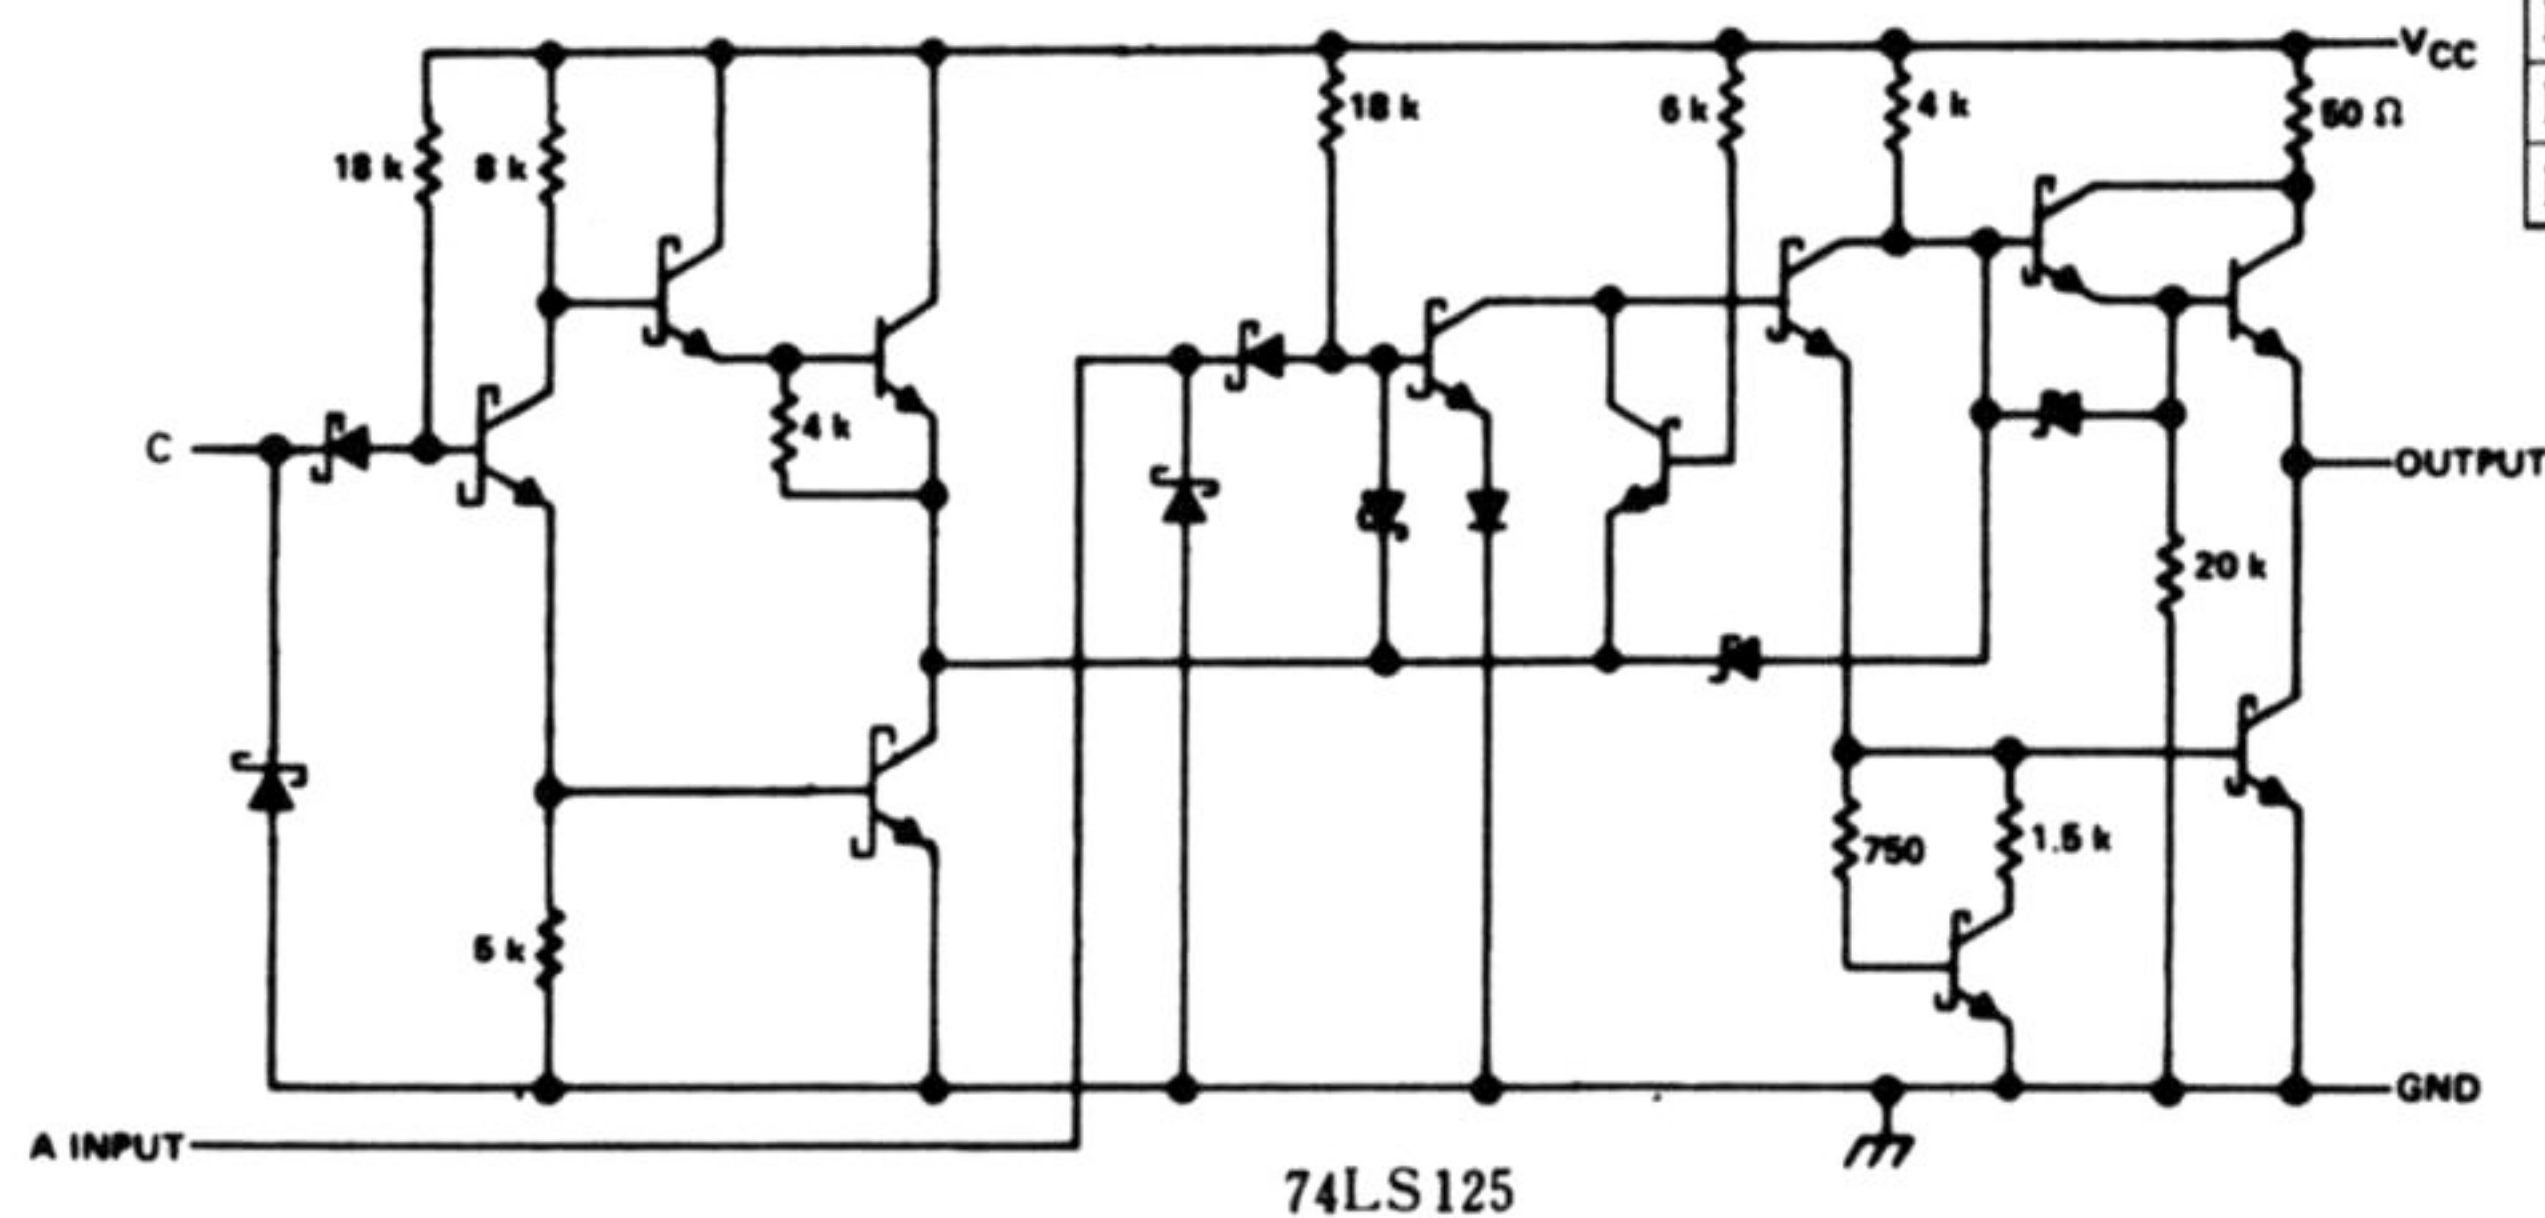 VCC
18 k
6 k
4 k
50 Ω
18 k
8 k
4 k
C
OUTPUT
20 k
750
1.5 k
5 k
GND
A INPUT
74LS125